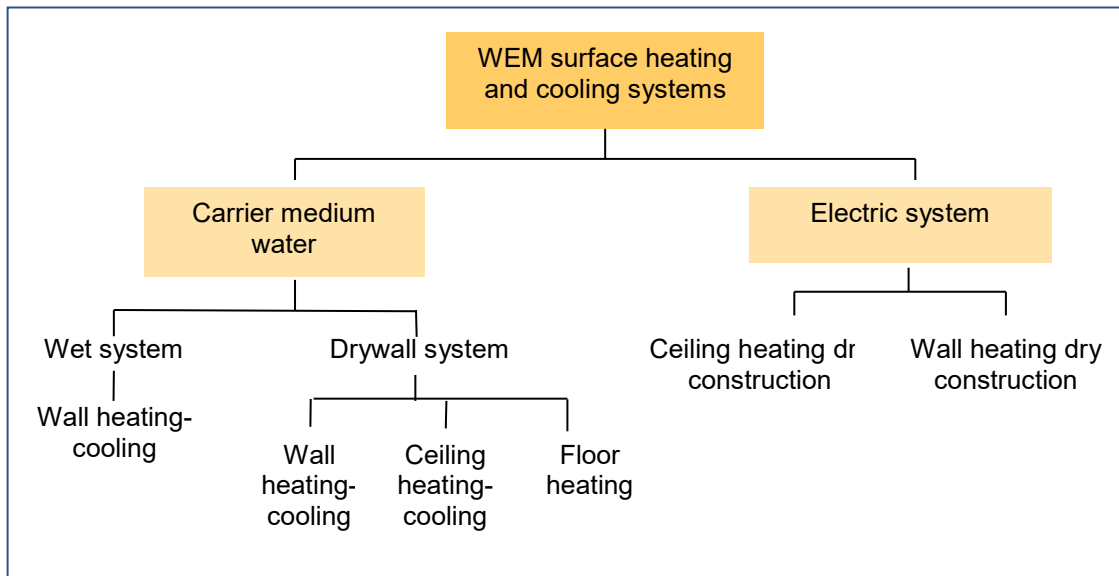 WEM surface heating
and cooling systems
Carrier medium
water
Electric system
Wet system
Drywall system
Ceiling heating dr
construction
Wall heating dry
construction
Wall heating-
cooling
Wall
heating-
cooling
Ceiling
heating-
cooling
Floor
heating